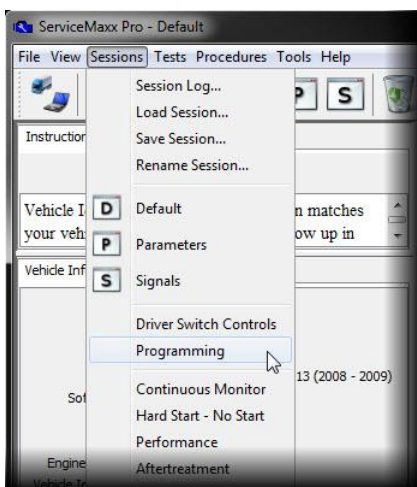 ServiceMaxx Pro - Default
File View Sessions Tests Procedures Tools Help
Session Log...
P S
Load Session...
Instruction
Save Session...
Rename Session...
Vehicle I D Default n matches
your veh ow up in
P Parameters
Vehicle Inf
S Signals
Driver Switch Controls
Programming
13 (2008 - 2009)
Continuous Monitor
Sof
Hard Start - No Start
Performance
Engine
Aftertreatment
Vehicle I